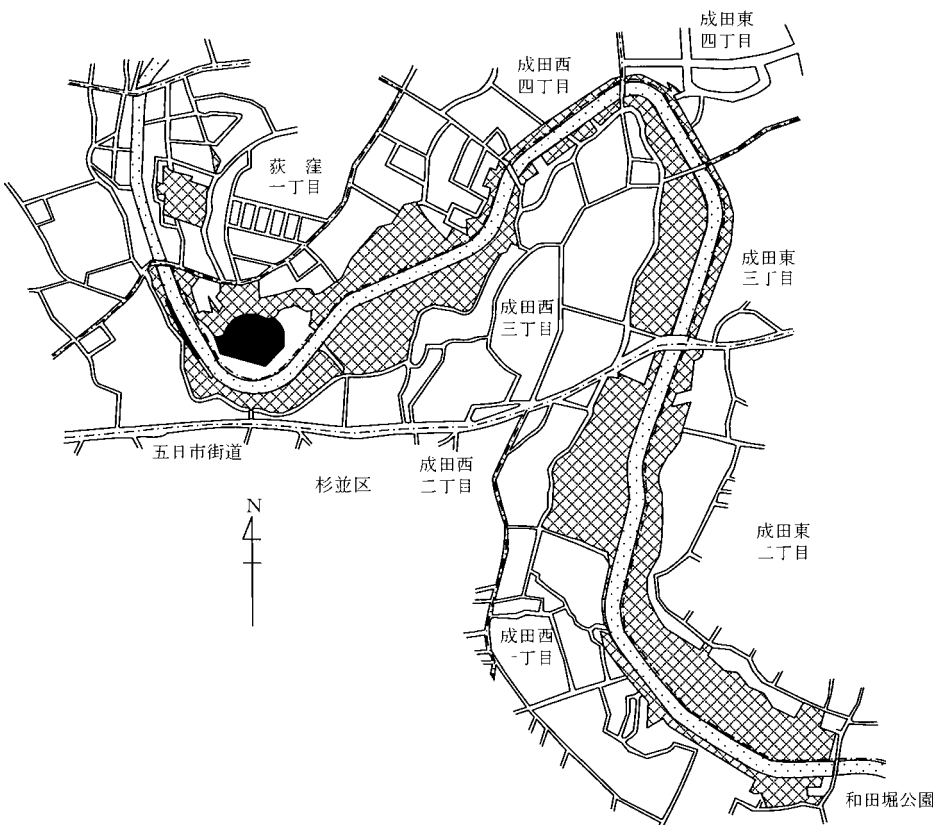 成田東
四丁目
成田西
四丁目
荻窪
一丁目
成田東
三丁目
成田西
三丁目
五日市街道
成田西
二丁目
杉並区
N
成田東
二丁目
成田西
一丁目
和田堀公園